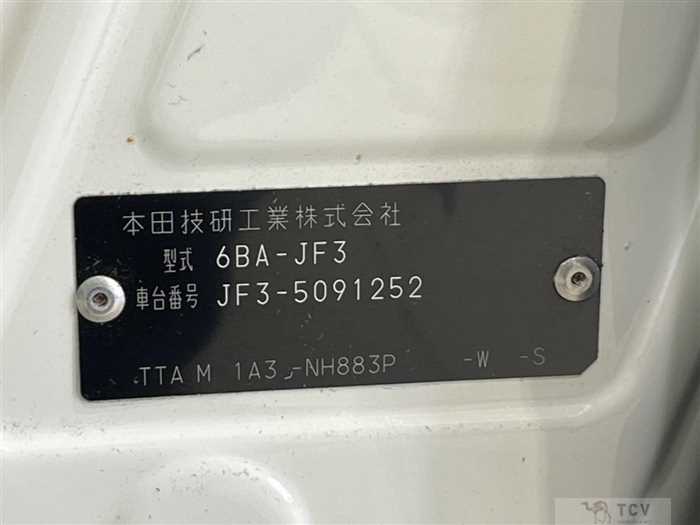 本田技研工業株式会社
型式 6BA-JF3
車台番号 JF3-5091252
TTA M 1A3 -NH883P -W -S
TCV